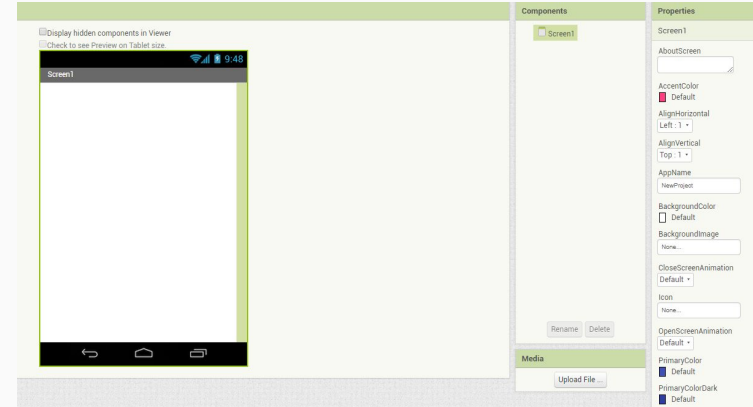 Display hidden components in Viewer
Check to see Preview on Tablet size.
9:48
Screen1
Components
Screen1
Rename
Delete
Media
Upload File ...
Properties
Screen1
AboutScreen
AccentColor
Default
AlignHorizontal
Left : 1
AlignVertical
Top : 1
AppName
NewProject
BackgroundColor
Default
BackgroundImage
None...
CloseScreenAnimation
Default
Icon
None...
OpenScreenAnimation
Default
PrimaryColor
Default
PrimaryColorDark
Default